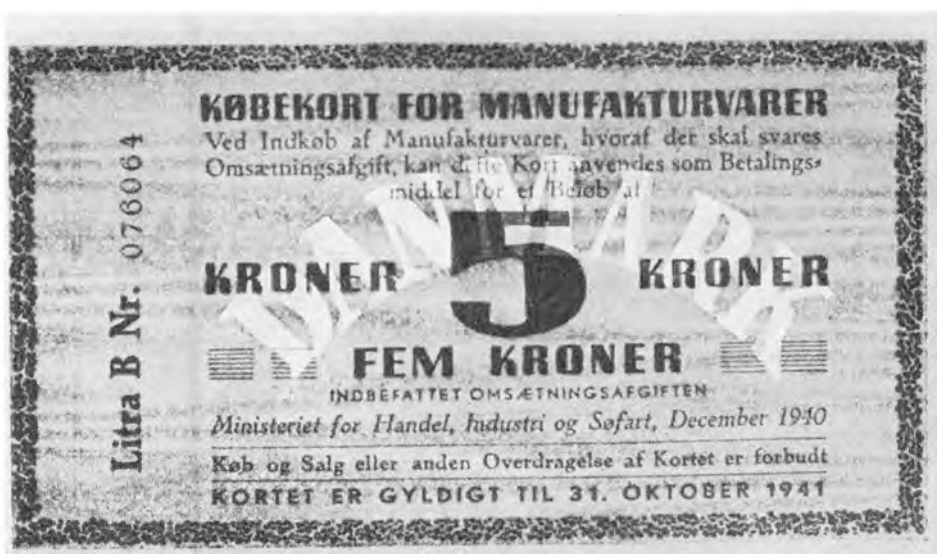 KØBEKORT FOR MANUFAKTURVARER
Ved Indkøb af Manufakturvarer, hvoraf der skal svares
Omsætningsafgift, kan dette Kort anvendes som Betalings-
middel for et Beløb af
DANMARK
KRONER 5 KRONER
FEM KRONER
INDBEFATTET OMSÆTNINGSAFGIFTEN
Ministeriet for Handel, Industri og Søfart, December 1940
Køb og Salg eller anden Overdragelse af Kortet er forbudt
KORTET ER GYLDIGT TIL 31. OKTOBER 1941
Litra B Nr. 076064